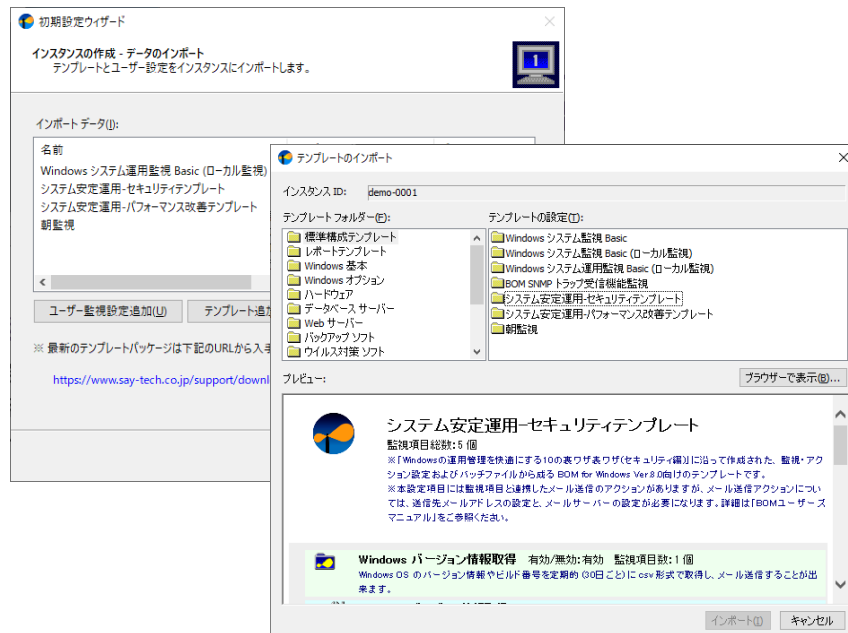 初期設定ウィザード
インスタンスの作成 - データのインポート
テンプレートとユーザー設定をインスタンスにインポートします。
1
インポート データ(I):
名前
Windows システム運用監視 Basic (ローカル監視)
システム安定運用-セキュリティテンプレート
システム安定運用-パフォーマンス改善テンプレート
朝監視
ユーザー監視設定追加(U)
テンプレート追加
※ 最新のテンプレートパッケージは下記のURLから入手
https://www.say-tech.co.jp/support/downl
テンプレートのインポート
インスタンス ID:
demo-0001
テンプレート フォルダー(F):
標準構成テンプレート
レポートテンプレート
Windows 基本
Windows オプション
ハードウェア
データベース サーバー
Web サーバー
バックアップ ソフト
ウイルス対策 ソフト
テンプレートの設定(T):
Windows システム監視 Basic
Windows システム監視 Basic (ローカル監視)
Windows システム運用監視 Basic (ローカル監視)
BOM SNMP トラップ受信機能監視
システム安定運用-セキュリティテンプレート
システム安定運用-パフォーマンス改善テンプレート
朝監視
プレビュー:
ブラウザーで表示(B)...
システム安定運用-セキュリティテンプレート
監視項目総数:5 個
※『Windowsの運用管理を快適にする10の裏ワザ表ワザ(セキュリティ編)』に沿って作成された、監視・アク
ション設定およびバッチファイルから成る BOM for Windows Ver.8.0向けのテンプレートです。
※本設定項目には監視項目と連携したメール送信のアクションがありますが、メール送信アクションについ
ては、送信先メールアドレスの設定と、メールサーバーの設定が必要になります。詳細は「BOMユーザーズ
マニュアル」をご参照ください。
Windows バージョン情報取得 有効/無効:有効 監視項目数:1 個
Windows OS のバージョン情報やビルド番号を定期的 (30日ごと)に csv 形式で取得し、メール送信することが出
来ます。
インポート(I)
キャンセル